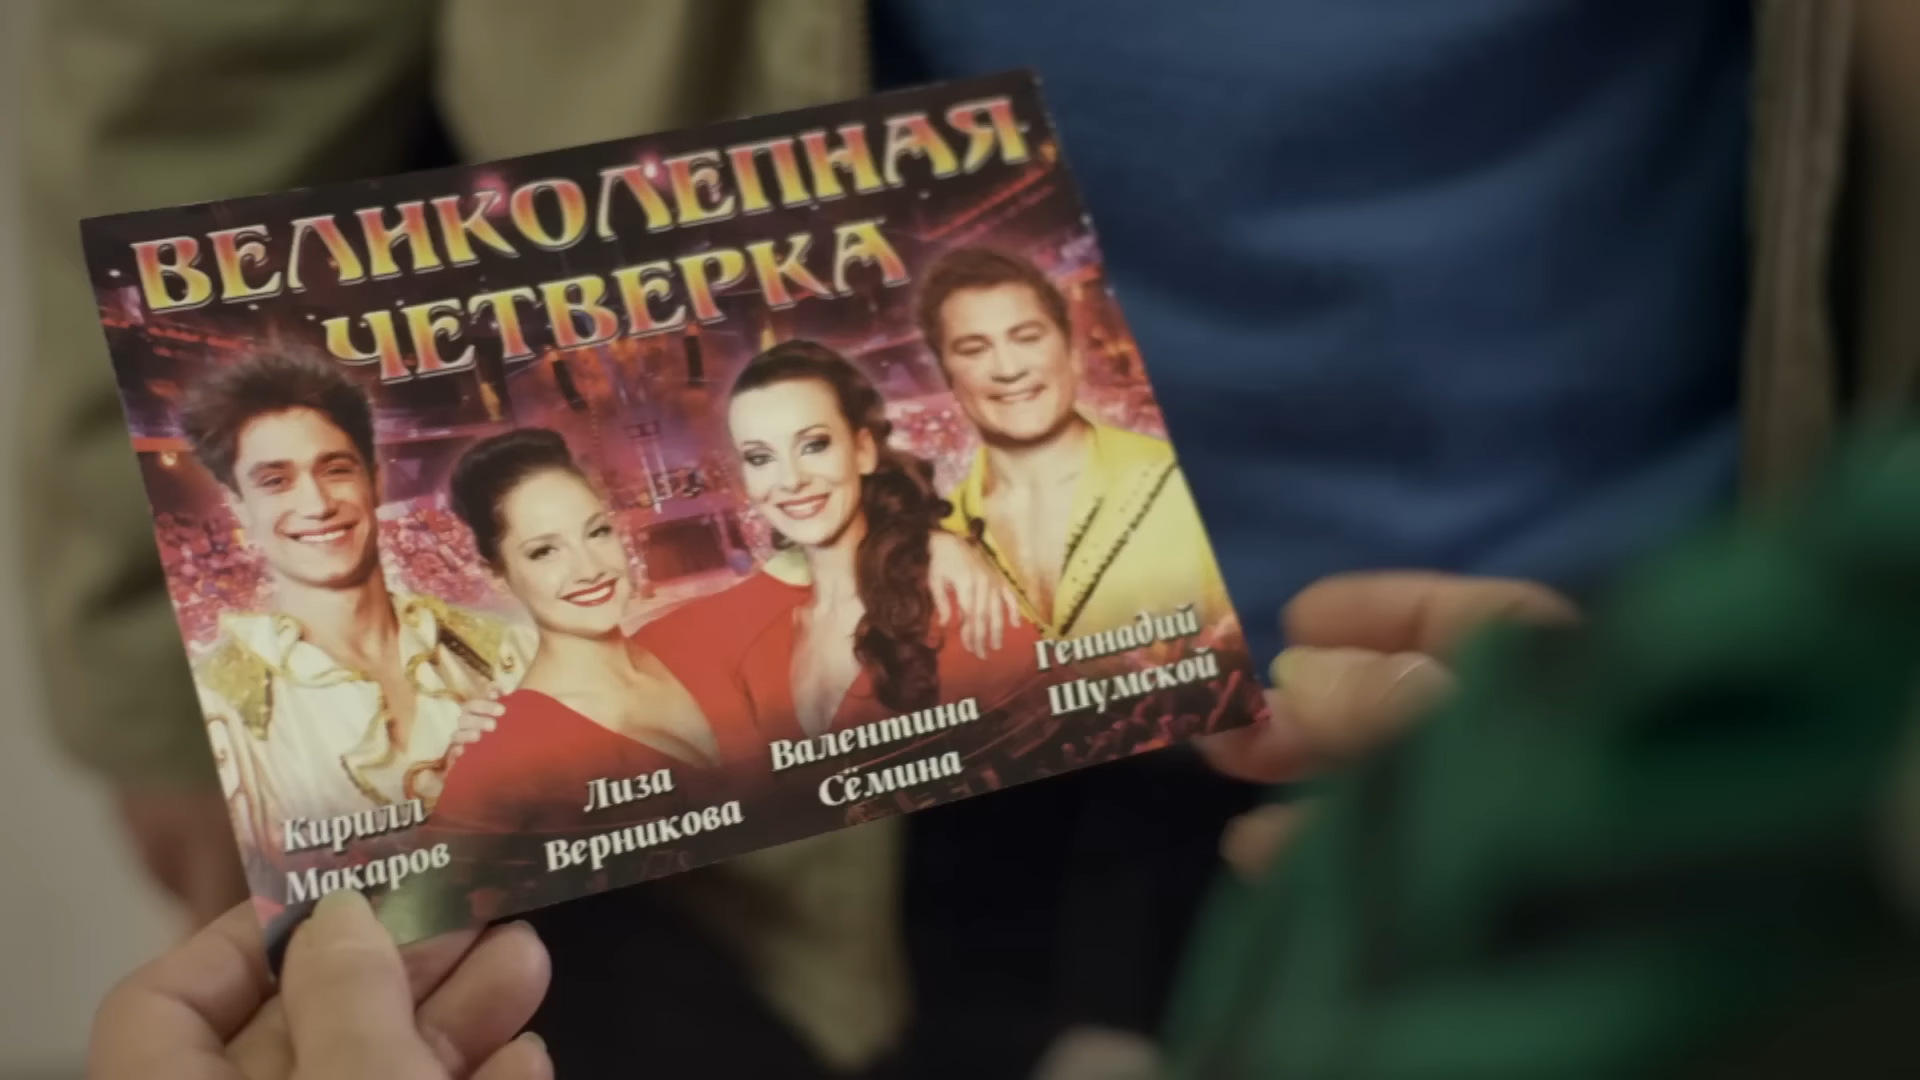 ВЕЛИКОЛЕПНАЯ
ЧЕТВЕРКА
Кирилл
Макаров
Лиза
Верникова
Валентина
Сёмина
Геннадий
Шумской